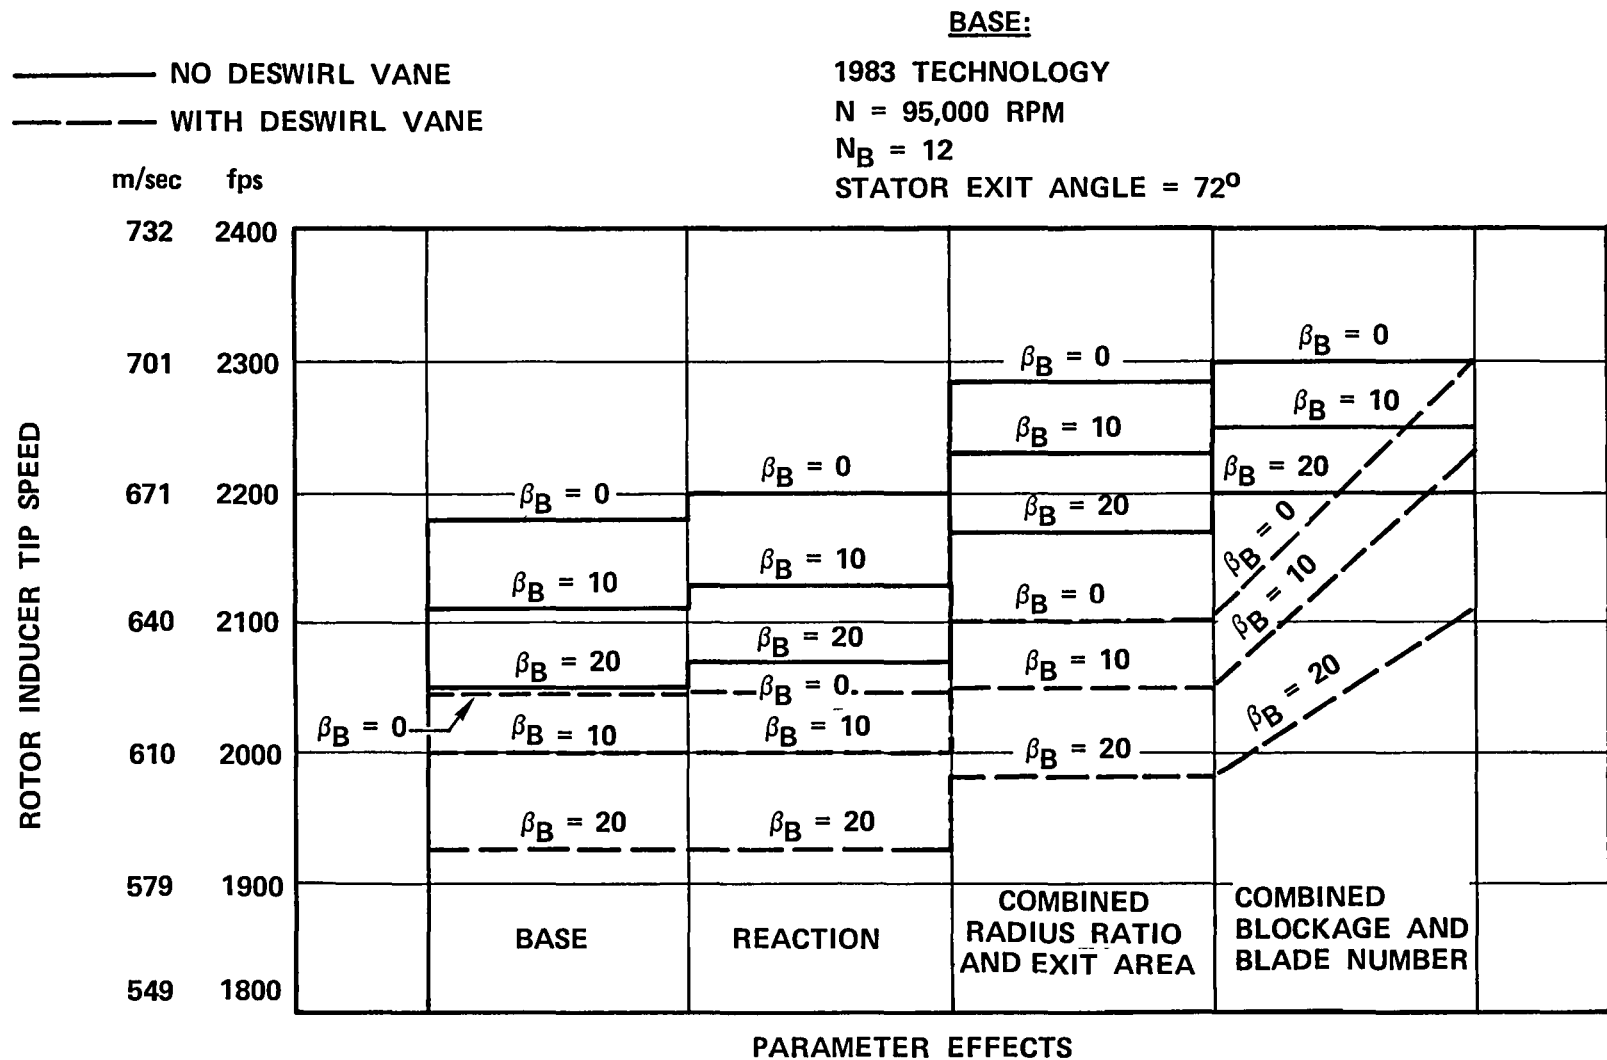 BASE:
NO DESWIRL VANE
WITH DESWIRL VANE
1983 TECHNOLOGY
N = 95,000 RPM
N_B = 12
STATOR EXIT ANGLE = 72°
m/sec fps
732 2400
701 2300
671 2200
640 2100
610 2000
579 1900
549 1800
ROTOR INDUCER TIP SPEED
β_B = 0
β_B = 10
β_B = 20
β_B = 0
β_B = 10
β_B = 20
BASE
β_B = 0
β_B = 10
β_B = 20
β_B = 0
β_B = 10
β_B = 20
REACTION
β_B = 0
β_B = 10
β_B = 20
β_B = 0
β_B = 10
β_B = 20
COMBINED
RADIUS RATIO
AND EXIT AREA
β_B = 0
β_B = 10
β_B = 20
β_B = 0
β_B = 10
β_B = 20
COMBINED
BLOCKAGE AND
BLADE NUMBER
PARAMETER EFFECTS